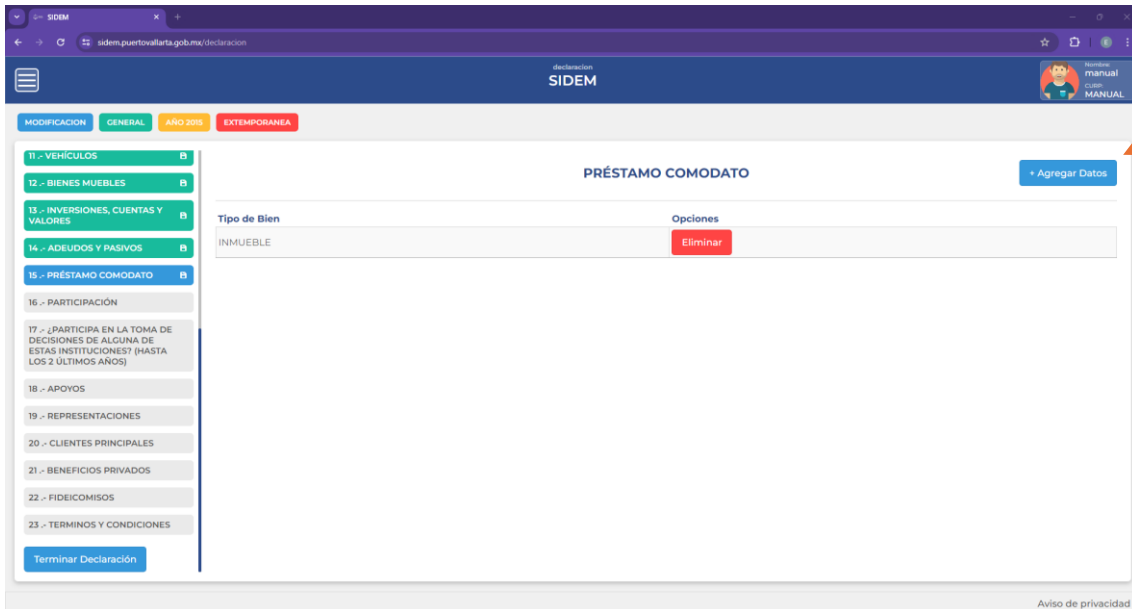 SIDEM
sidem.puertovallarta.gob.mx/declaracion
declaracion
SIDEM
Nombre:
manual
CURP:
MANUAL
MODIFICACION GENERAL AÑO 2015 EXTEMPORANEA
11 .- VEHÍCULOS
12 .- BIENES MUEBLES
13 .- INVERSIONES, CUENTAS Y
VALORES
14 .- ADEUDOS Y PASIVOS
15 .- PRÉSTAMO COMODATO
16 .- PARTICIPACIÓN
17 .- ¿PARTICIPA EN LA TOMA DE
DECISIONES DE ALGUNA DE
ESTAS INSTITUCIONES? (HASTA
LOS 2 ÚLTIMOS AÑOS)
18 .- APOYOS
19 .- REPRESENTACIONES
20 .- CLIENTES PRINCIPALES
21 .- BENEFICIOS PRIVADOS
22 .- FIDEICOMISOS
23 .- TERMINOS Y CONDICIONES
Terminar Declaración
PRÉSTAMO COMODATO
+ Agregar Datos
Tipo de Bien Opciones
INMUEBLE Eliminar
Aviso de privacidad